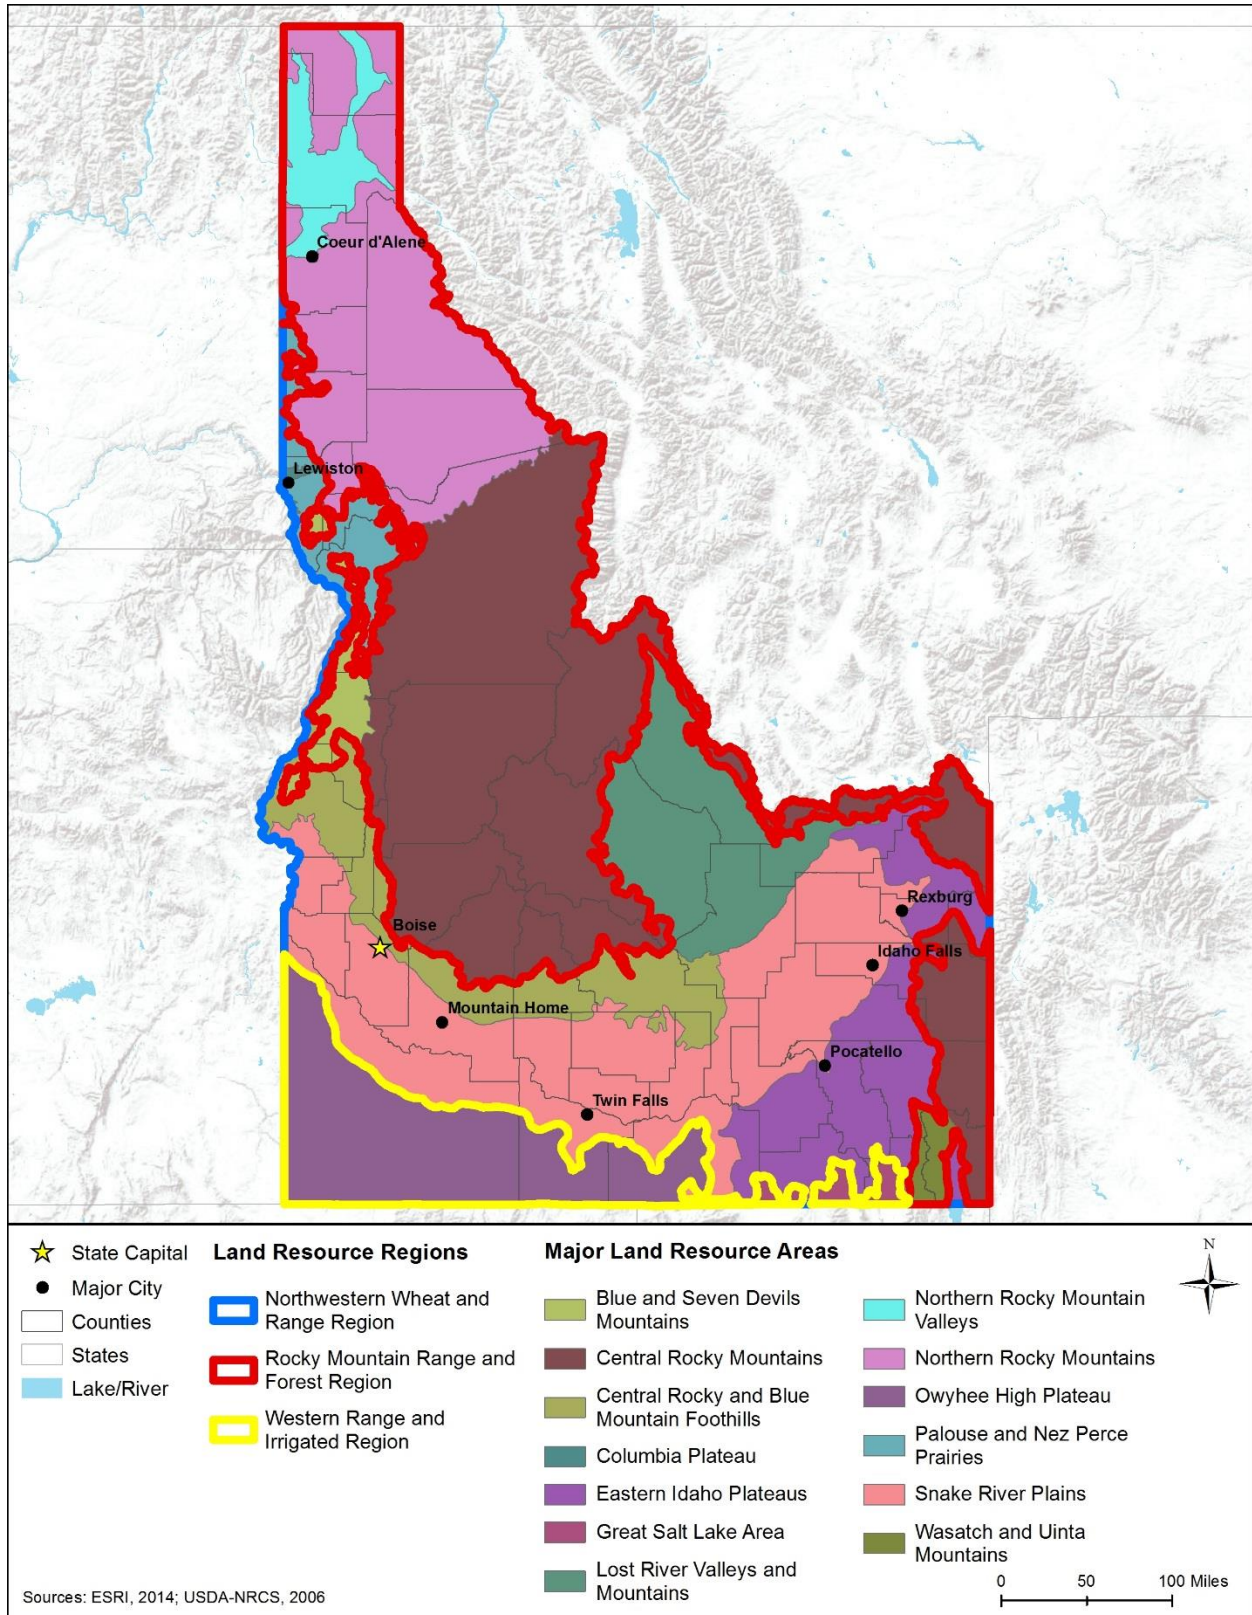 Coeur d'Alene
Lewiston
Rexburg
Boise
Idaho Falls
Mountain Home
Pocatello
Twin Falls
State Capital
Major City
Counties
States
Lake/River
Land Resource Regions
Northwestern Wheat and
Range Region
Rocky Mountain Range and
Forest Region
Western Range and
Irrigated Region
Major Land Resource Areas
Blue and Seven Devils
Mountains
Central Rocky Mountains
Central Rocky and Blue
Mountain Foothills
Columbia Plateau
Eastern Idaho Plateaus
Great Salt Lake Area
Lost River Valleys and
Mountains
Northern Rocky Mountain
Valleys
Northern Rocky Mountains
Owyhee High Plateau
Palouse and Nez Perce
Prairies
Snake River Plains
Wasatch and Uinta
Mountains
N
0 50 100 Miles
Sources: ESRI, 2014; USDA-NRCS, 2006